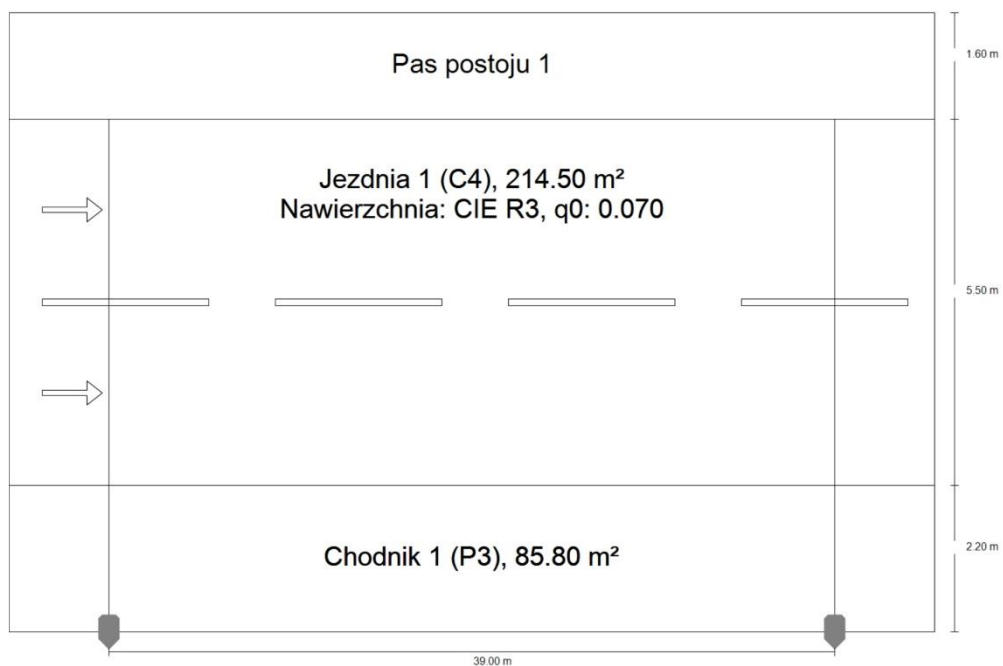 Pas postoju 1
1.60 m
Jezdnia 1 (C4), 214.50 m²
Nawierzchnia: CIE R3, q0: 0.070
5.50 m
Chodnik 1 (P3), 85.80 m²
2.20 m
39.00 m